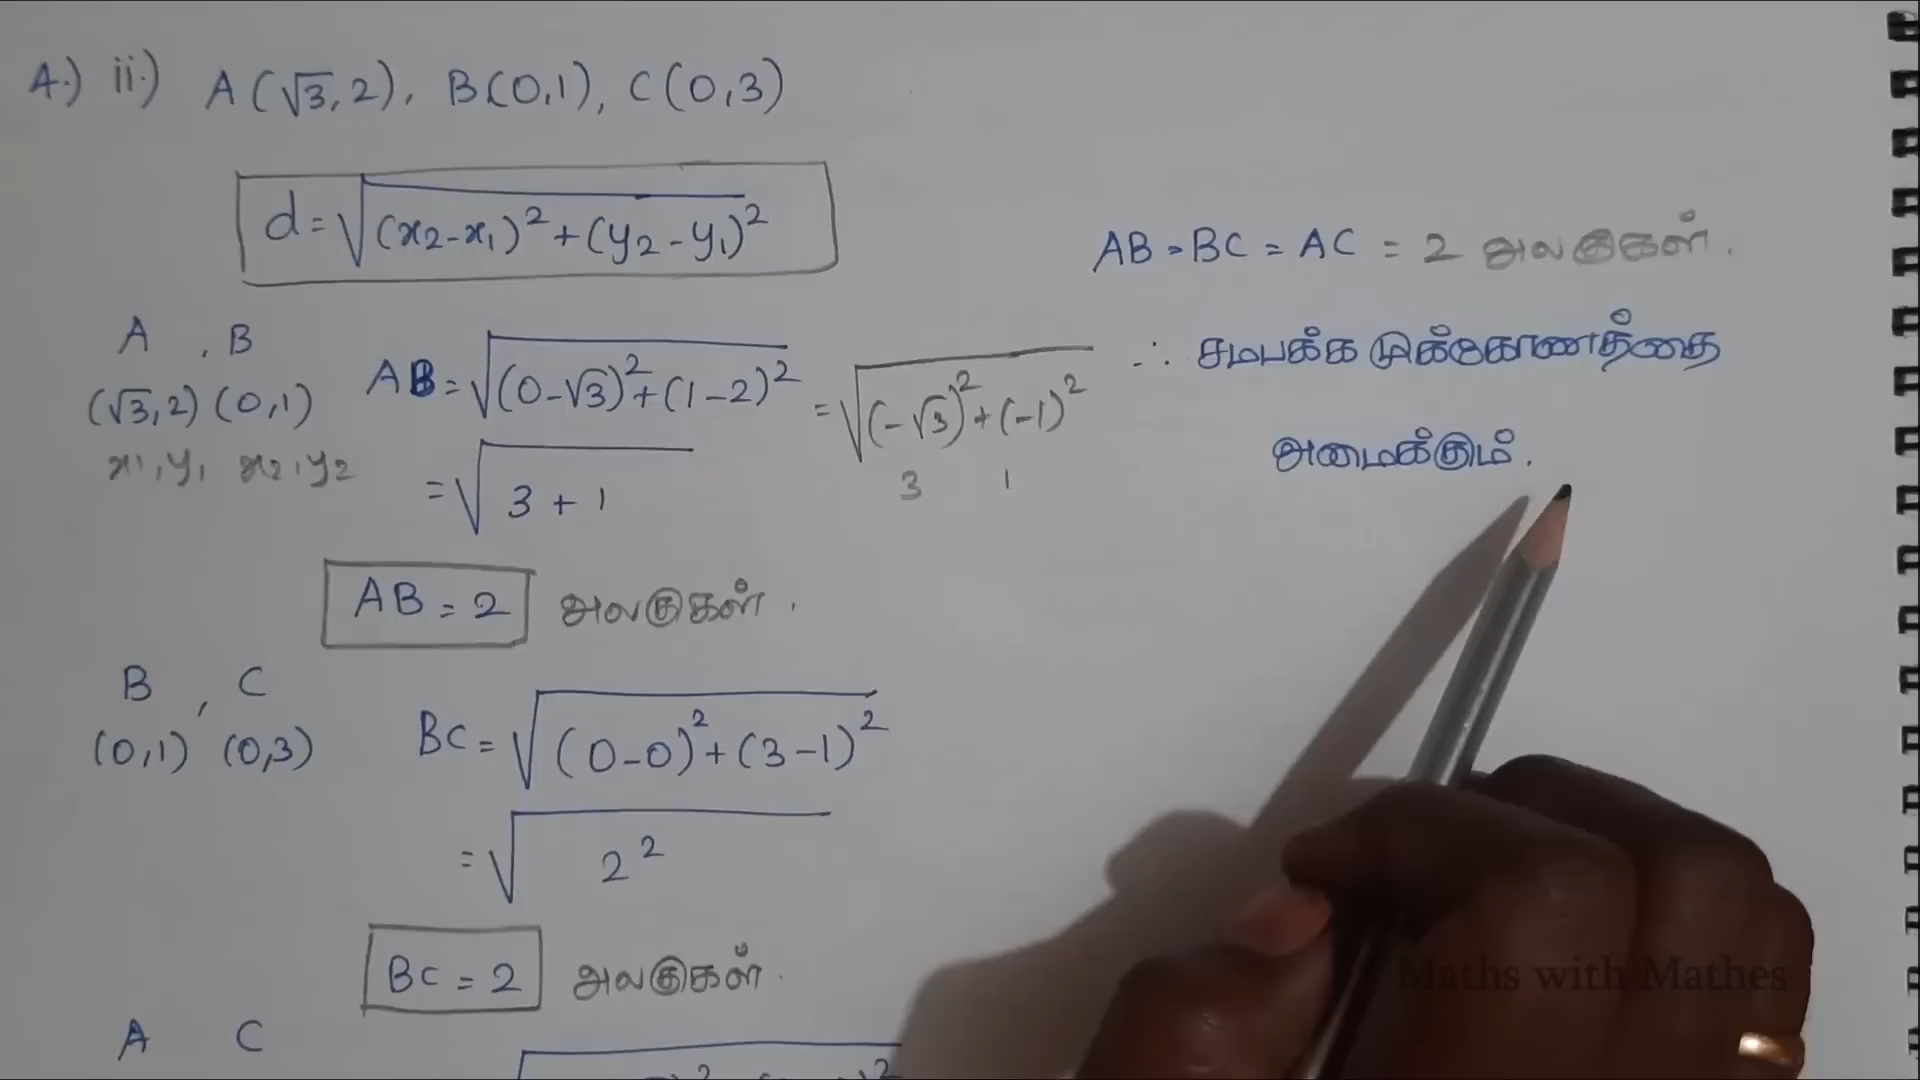 4.) ii.) A(√3,2), B(0,1), C(0,3)
d=√(x2-x1)²+(y2-y1)²
A , B
(√3,2) (0,1)
x1,y1 x2,y2
AB=√(0-√3)²+(1-2)² =√(-√3)²+(-1)²
3 1
=√3+1
AB=2 அலகுகள்.
B , C
(0,1) (0,3)
BC=√(0-0)²+(3-1)²
=√2²
BC=2 அலகுகள்.
A C
AB=BC=AC=2 அலகுகள்.
∴ சமபக்க முக்கோணத்தை
அமைக்கும்.
Maths with Mathes